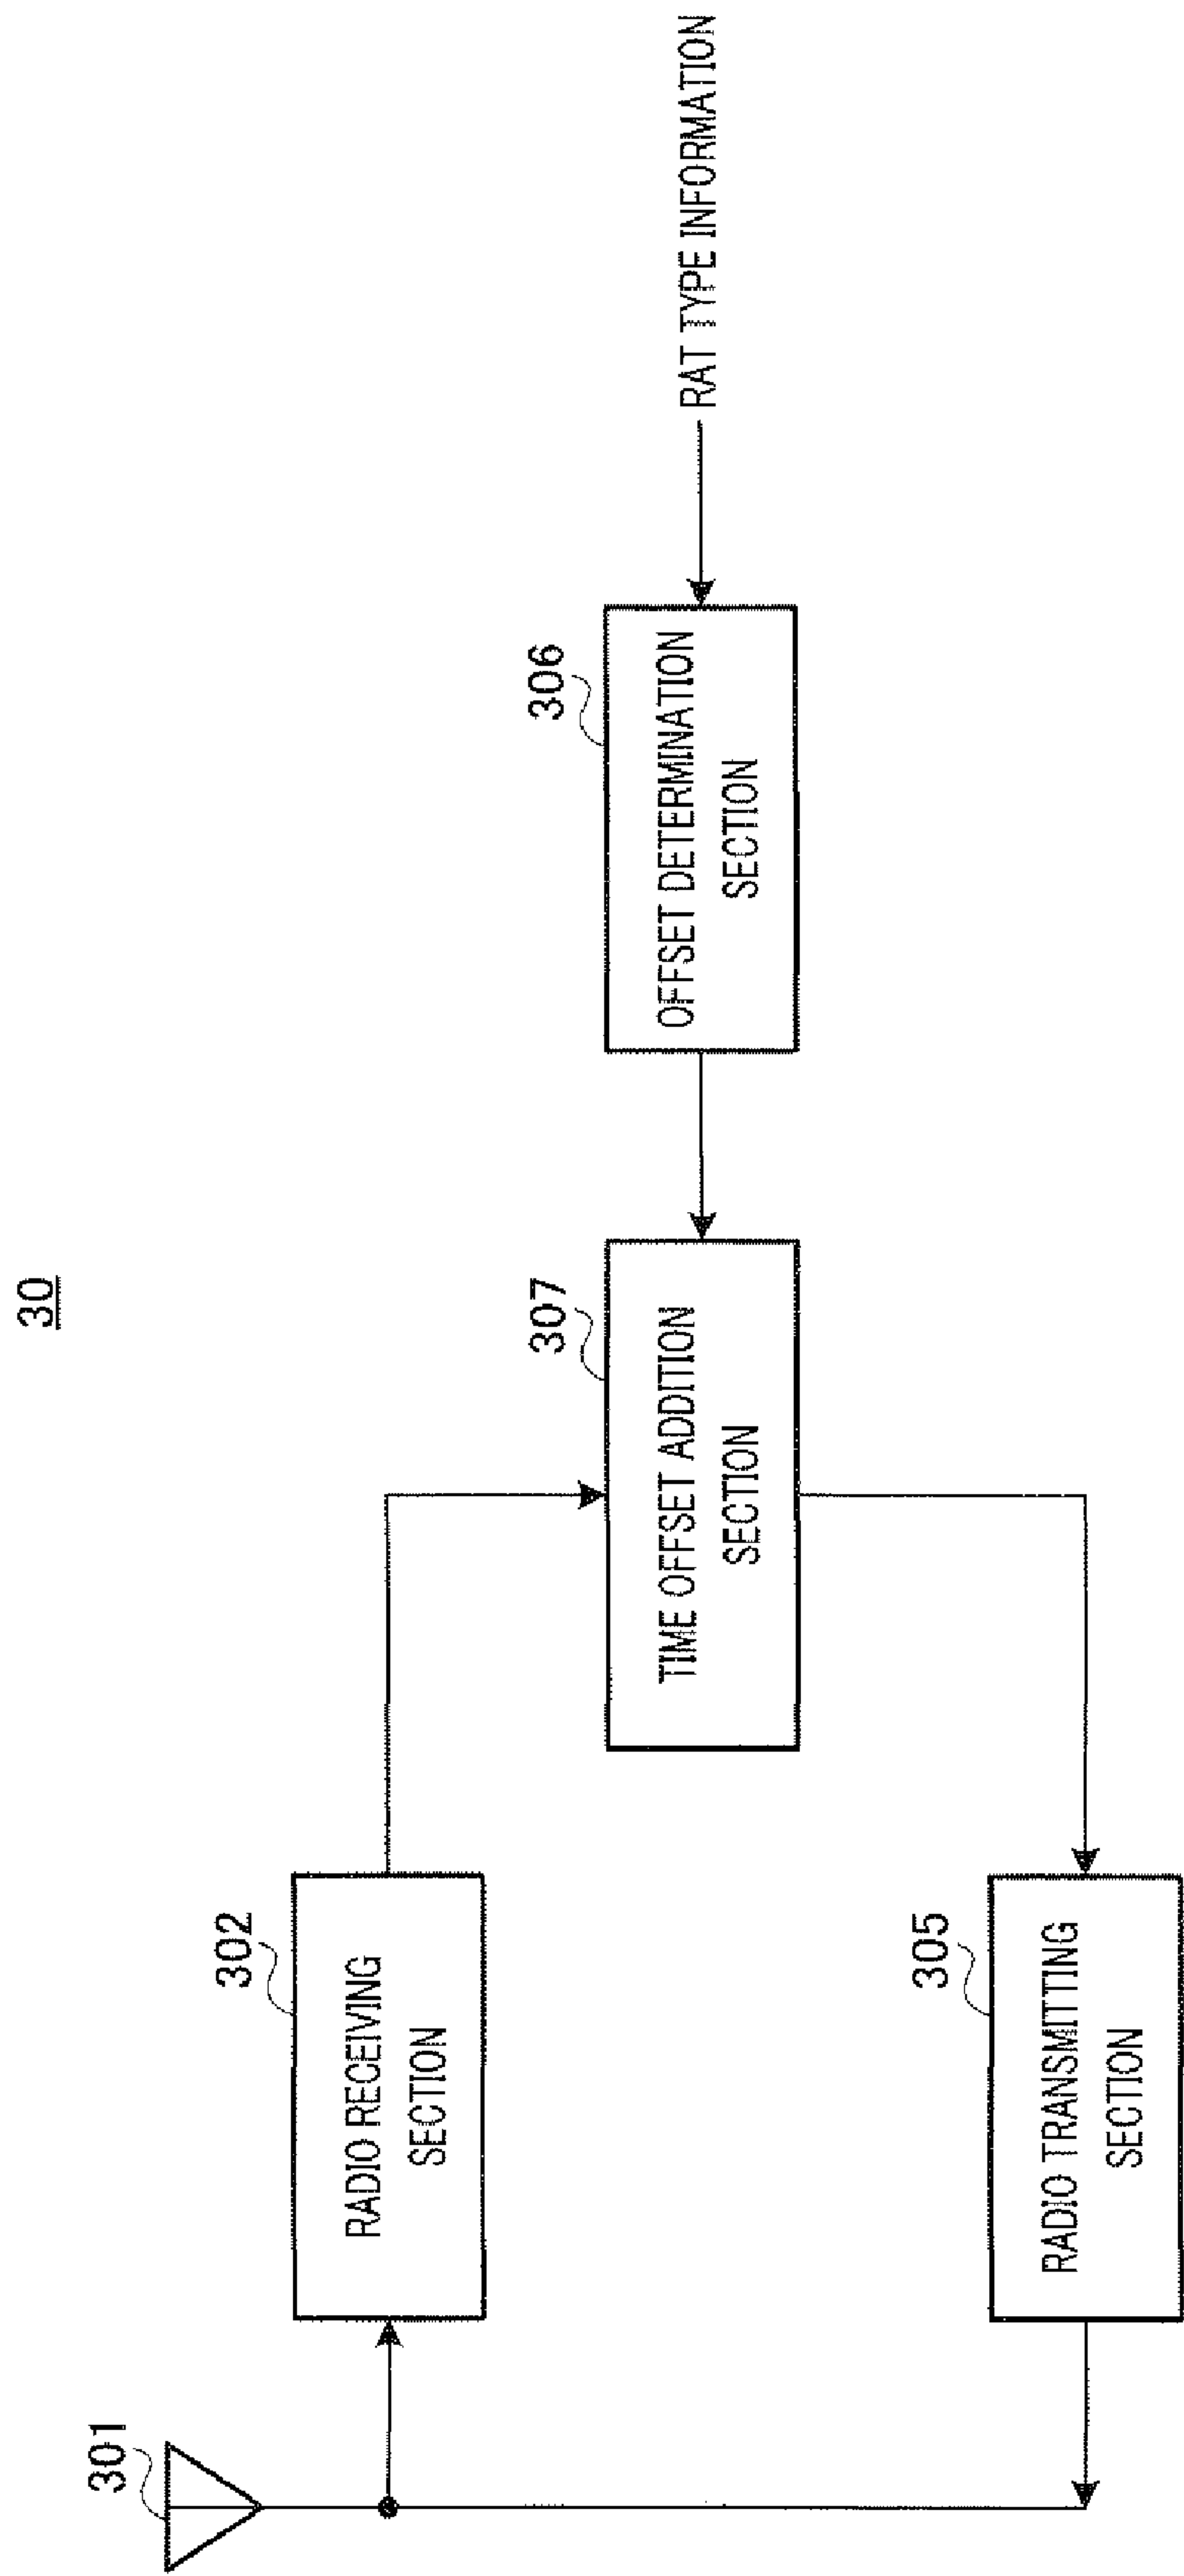 30
301
302
RADIO RECEIVING
SECTION
307
TIME OFFSET ADDITION
SECTION
306
OFFSET DETERMINATION
SECTION
RAT TYPE INFORMATION
305
RADIO TRANSMITTING
SECTION